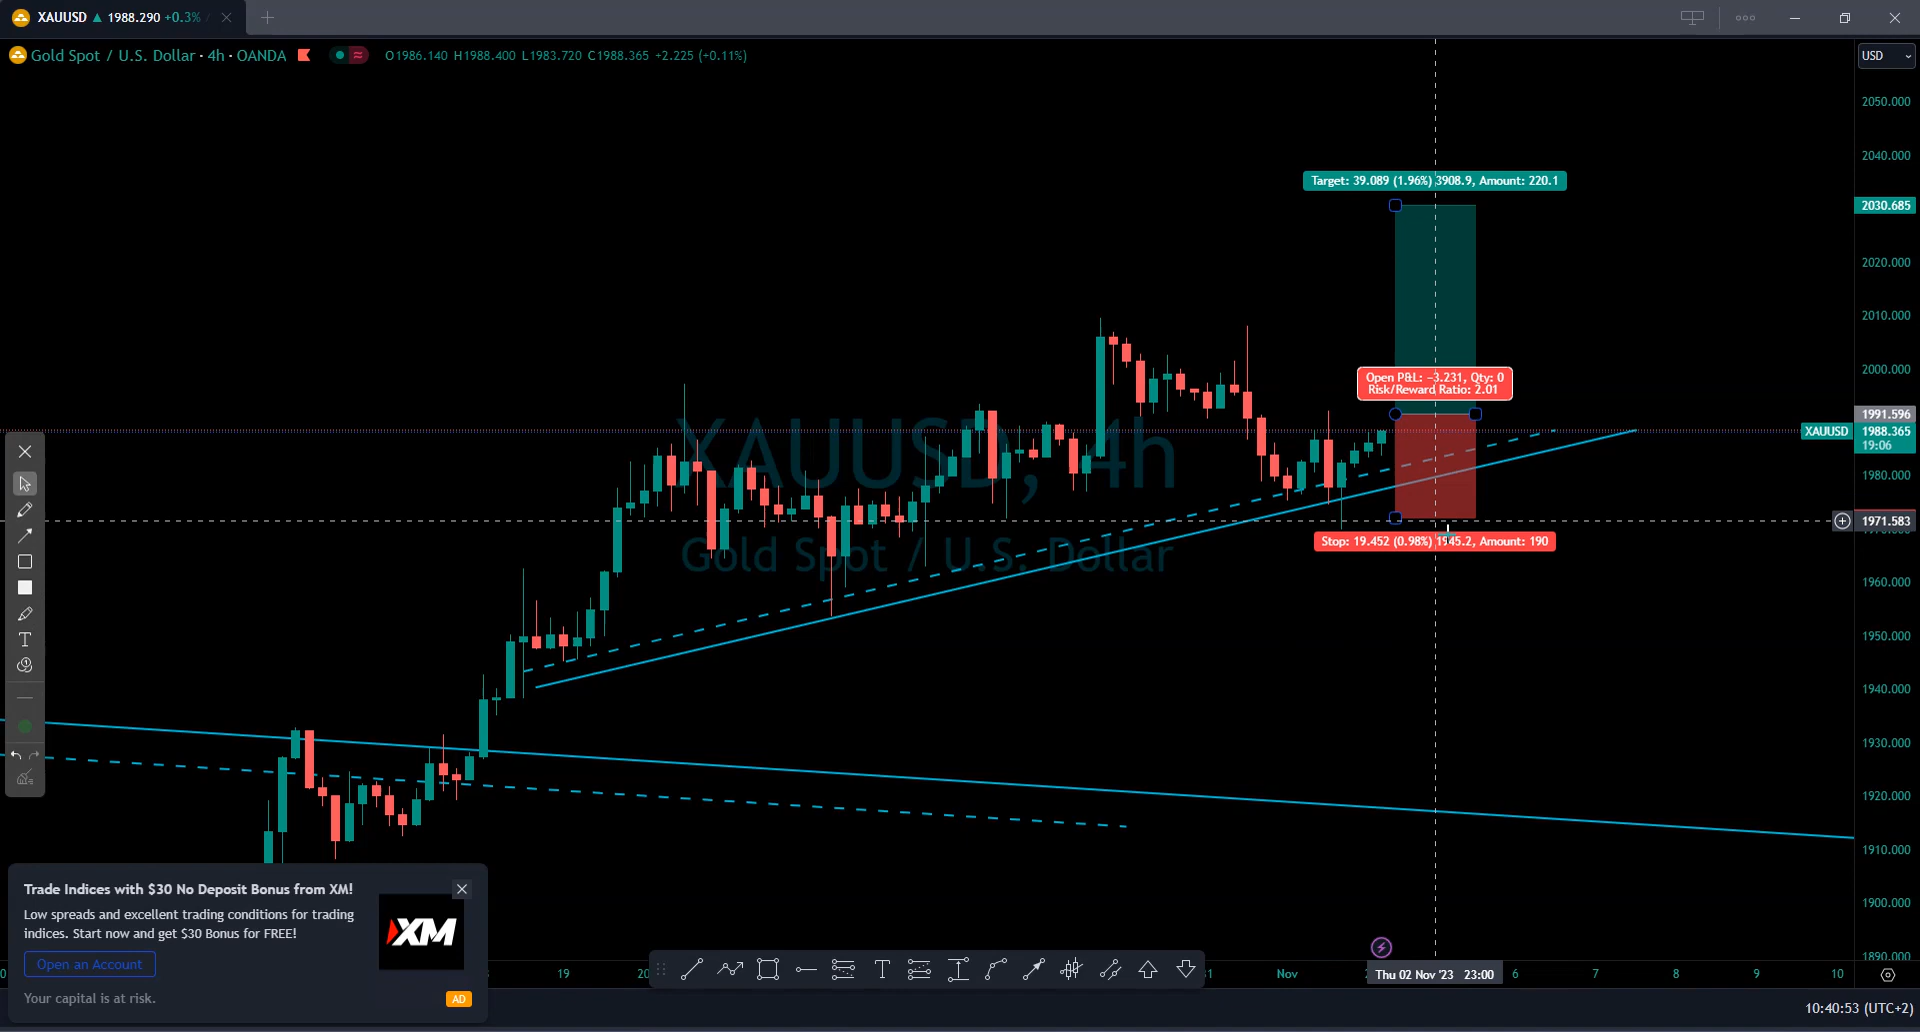 XAUUSD ▲ 1988.290 +0.3% /
Gold Spot / U.S. Dollar · 4h · OANDA
O1986.140 H1988.400 L1983.720 C1988.365 +2.225 (+0.11%)
USD
2050.000
2040.000
Target: 39.089 (1.96%) 3908.9, Amount: 220.1
2030.685
2020.000
2010.000
2000.000
Open P&L: −3.231, Qty: 0
Risk/Reward Ratio: 2.01
1991.596
XAUUSD 1988.365
19:06
XAUUSD, 4h
1980.000
1971.583
Stop: 19.452 (0.98%) 1945.2, Amount: 190
Gold Spot / U.S. Dollar
1960.000
1950.000
1940.000
1930.000
1920.000
1910.000
1900.000
1890.000
T
Trade Indices with $30 No Deposit Bonus from XM!
Low spreads and excellent trading conditions for trading
indices. Start now and get $30 Bonus for FREE!
XM
Open an Account
Your capital is at risk.
AD
T
19
Nov
Thu 02 Nov '23 23:00
6
7
8
9
10
10:40:53 (UTC+2)